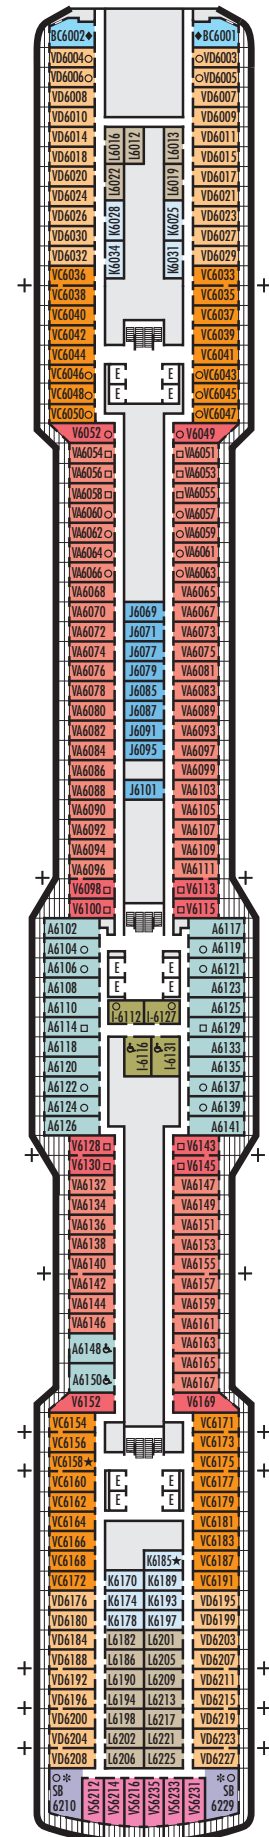 BC6002♦ ♦BC6001
VD6004○ ○VD6003
VD6006○ ○VD6005
VD6008 VD6007
VD6010 VD6009
VD6014 L6016 L6012 L6013 VD6011
VD6018 VD6015
VD6020 L6022 L6019 VD6017
VD6024 VD6021
VD6026 K6028 K6025 VD6023
VD6030 VD6027
VD6032 K6034 K6031 VD6029
VC6036 VC6033
VC6038 VC6035
VC6040 VC6037
VC6042 VC6039
VC6044 VC6041
VC6046○ E E ○VC6043
VC6048○ E E ○VC6045
VC6050○ ○VC6047
V6052○ ○V6049
VA6054□ □VA6051
VA6056□ □VA6053
VA6058□ □VA6055
VA6060○ ○VA6057
VA6062○ ○VA6059
VA6064○ ○VA6061
VA6066○ ○VA6063
VA6068 VA6065
VA6070 J6069 VA6067
VA6072 J6071 VA6073
VA6074 J6077 VA6075
VA6076 J6079 VA6081
VA6078 J6085 VA6083
VA6080 J6087 VA6089
VA6082 J6091 VA6093
VA6084 J6095 VA6097
VA6086 VA6099
VA6088 J6101 VA6103
VA6090 VA6105
VA6092 VA6107
VA6094 VA6109
VA6096 VA6111
V6098□ □V6113
V6100□ □V6115
A6102 A6117
A6104○ ○A6119
A6106○ E E ○A6121
A6108 E E A6123
A6110 I-6112 I-6127 A6125
A6114□ □A6129
A6118 I-6116 I-6131 A6133
A6120 A6135
A6122○ ○A6137
A6124○ ○A6139
A6126 A6141
V6128□ □V6143
V6130□ □V6145
VA6132 VA6147
VA6134 VA6149
VA6136 VA6151
VA6138 VA6153
VA6140 VA6155
VA6142 VA6157
VA6144 VA6159
VA6146 VA6161
A6148 VA6163
VA6165
A6150 VA6167
V6152 V6169
VC6154 VC6171
VC6156 VC6173
VC6158★ VC6175
VC6160 E E VC6177
VC6162 E E VC6179
VC6164 VC6181
VC6166 VC6183
VC6168 K6185★ VC6187
VC6172 K6170 K6189 VC6191
VD6176 K6174 K6193 VD6195
VD6180 K6178 K6197 VD6199
VD6184 L6182 L6201 VD6203
VD6188 L6186 L6205 VD6207
VD6192 L6190 L6209 VD6211
VD6196 L6194 L6213 VD6215
VD6200 L6198 L6217 VD6219
VD6204 L6202 L6221 VD6223
VD6208 L6206 L6225 VD6227
○* *○
SB 6210 VS6212 VS6214 VS6216 VS6235 VS6233 VS6231 SB 6229